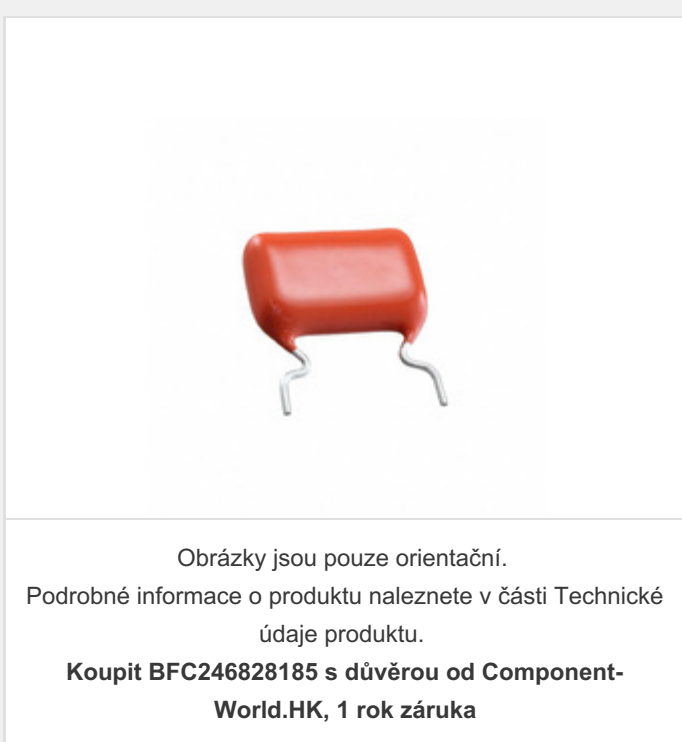 Obrázky jsou pouze orientační.
Podrobné informace o produktu naleznete v části Technické
údaje produktu.
Koupit BFC246828185 s důvěrou od Component-
World.HK, 1 rok záruka